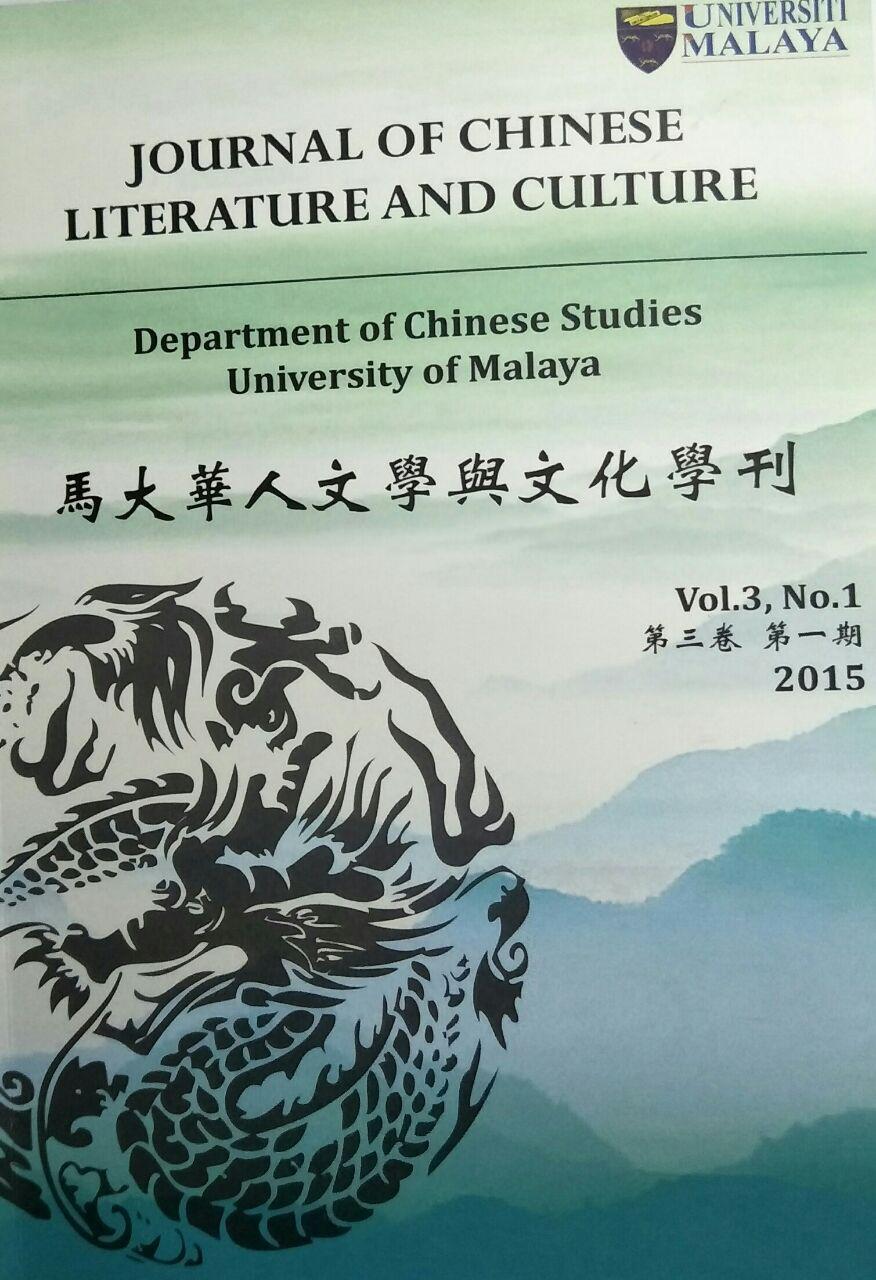 UNIVERSITI
MALAYA
JOURNAL OF CHINESE
LITERATURE AND CULTURE
Department of Chinese Studies
University of Malaya
馬大華人文學與文化學刊
Vol.3, No.1
第三卷 第一期
2015